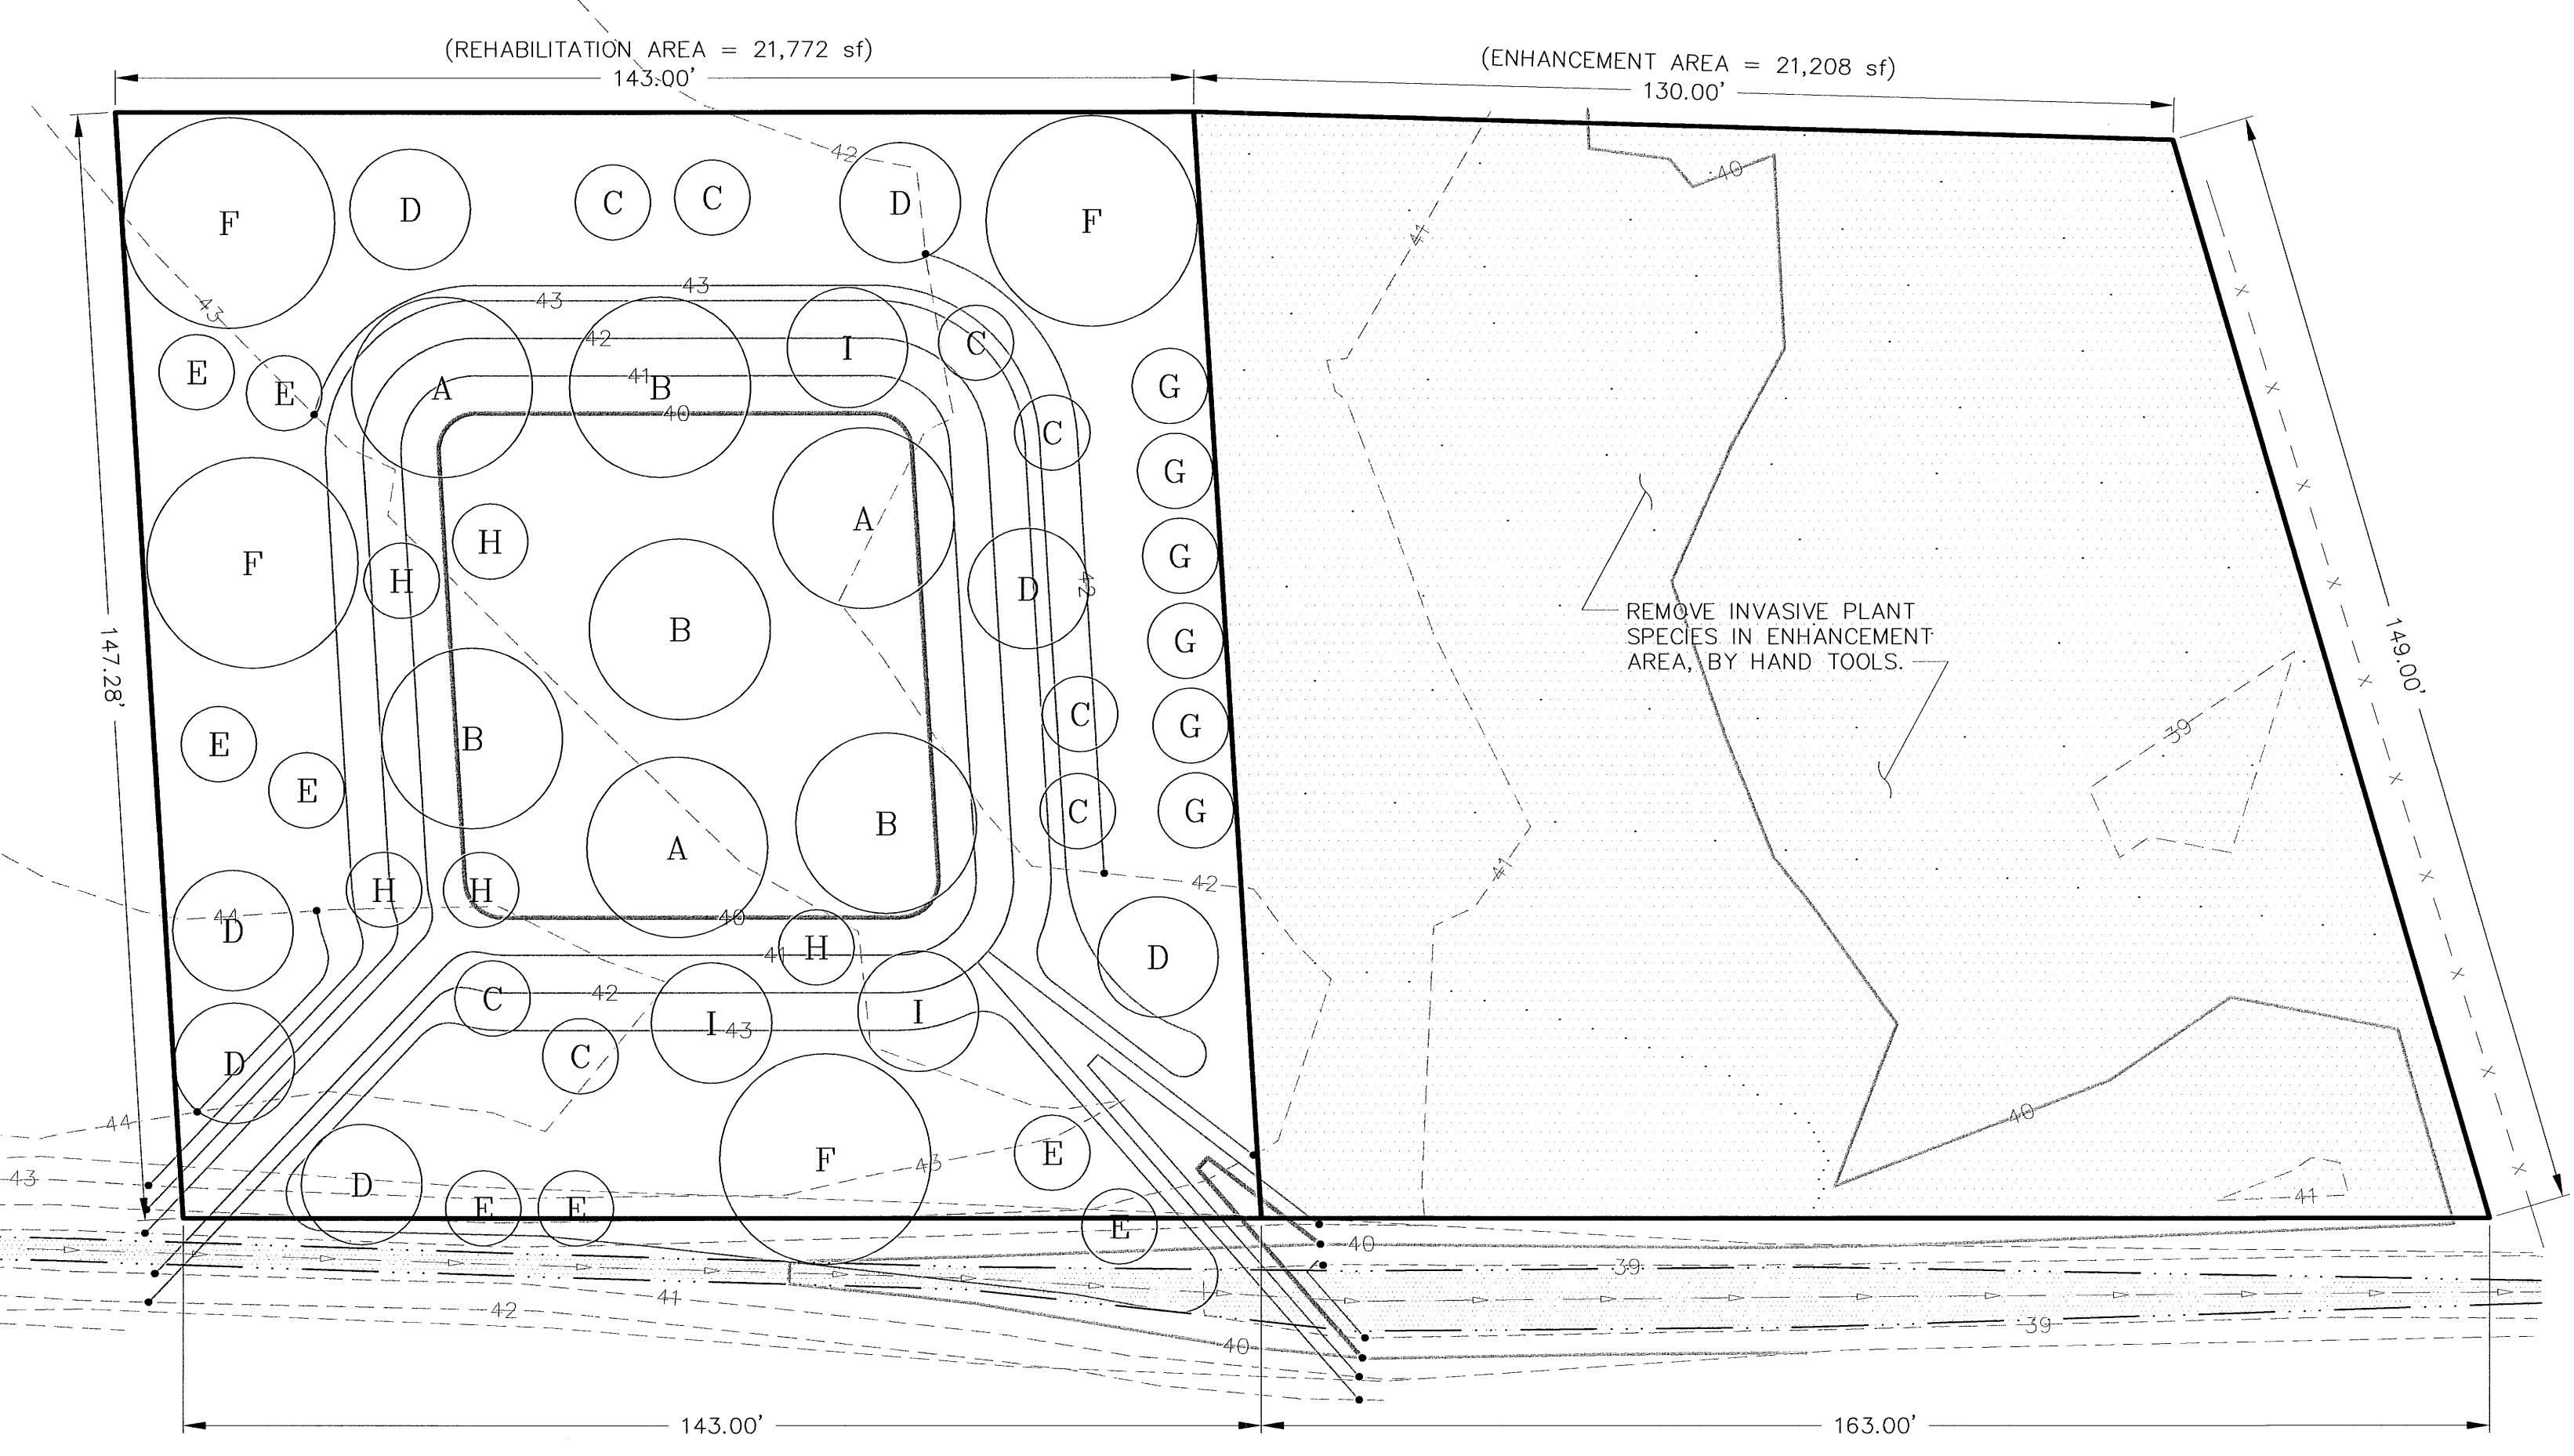 (REHABILITATION AREA = 21,772 sf)
143.00'
(ENHANCEMENT AREA = 21,208 sf)
130.00'
42
40
F
D
C
C
D
F
41
43
43
43
42
I
C
E
E
A
41
B
G
40
C
G
A
H
G
F
H
D
42
B
REMOVE INVASIVE PLANT
SPECIES IN ENHANCEMENT
AREA, BY HAND TOOLS.
G
147.28'
149.00'
E
B
C
G
39
E
A
B
C
G
H
H
42
41
44
D
40
41
H
D
C
42
I
43
I
C
D
44
40
43
D
E
E
F
43
E
E
41
40
39
42
41
40
39
143.00'
163.00'